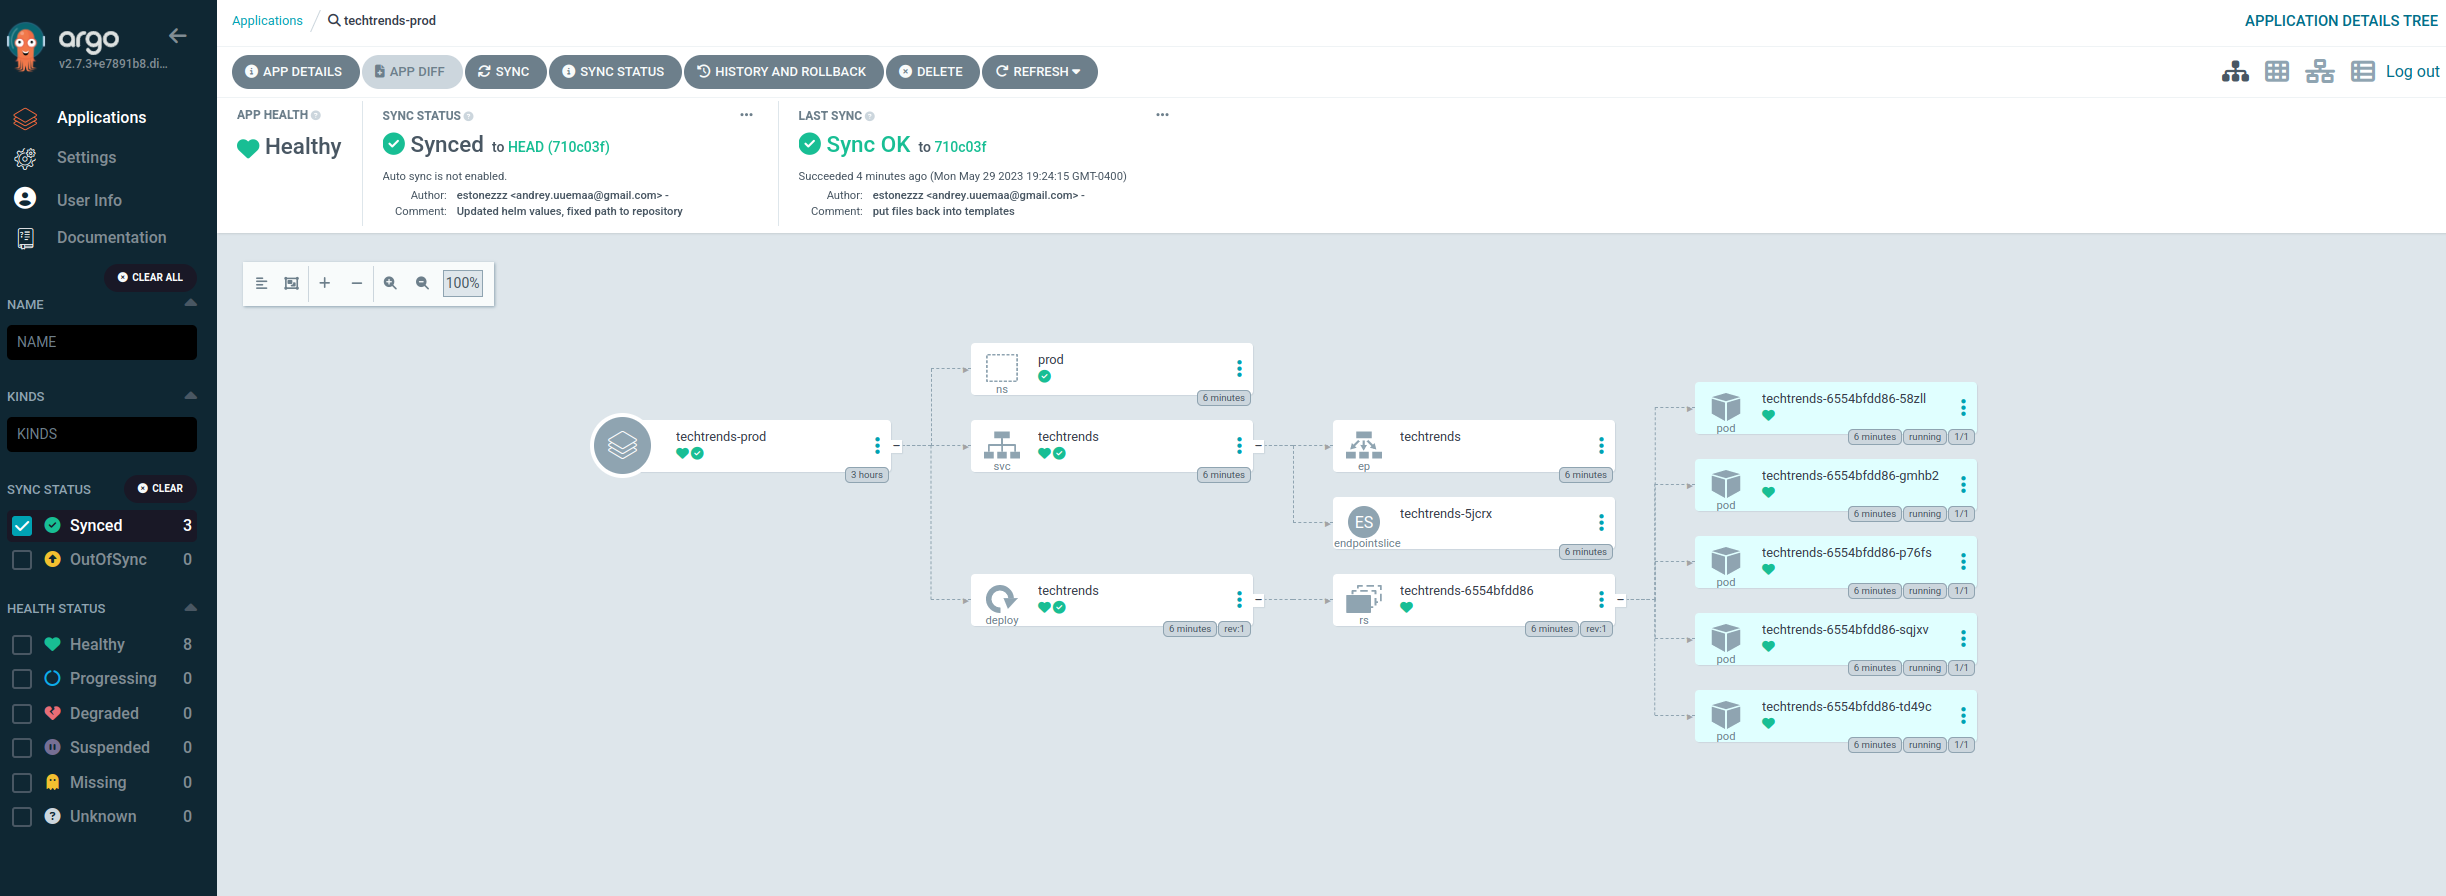 argo
v2.7.3+e7891b8.di...
Applications
Settings
User Info
Documentation
CLEAR ALL
NAME
NAME
KINDS
KINDS
SYNC STATUS CLEAR
Synced 3
OutOfSync 0
HEALTH STATUS
Healthy 8
Progressing 0
Degraded 0
Suspended 0
Missing 0
Unknown 0
Applications / techtrends-prod
APPLICATION DETAILS TREE
APP DETAILS APP DIFF SYNC SYNC STATUS HISTORY AND ROLLBACK DELETE REFRESH
Log out
APP HEALTH
Healthy
SYNC STATUS
Synced to HEAD (710c03f)
Auto sync is not enabled.
Author: estonezzz <andrey.uuemaa@gmail.com> -
Comment: Updated helm values, fixed path to repository
LAST SYNC
Sync OK to 710c03f
Succeeded 4 minutes ago (Mon May 29 2023 19:24:15 GMT-0400)
Author: estonezzz <andrey.uuemaa@gmail.com> -
Comment: put files back into templates
100%
techtrends-prod
3 hours
prod
ns
6 minutes
techtrends
svc
6 minutes
techtrends
deploy
6 minutes rev:1
techtrends
ep
6 minutes
ES
techtrends-5jcrx
endpointslice
6 minutes
techtrends-6554bfdd86
rs
6 minutes rev:1
techtrends-6554bfdd86-58zll
pod
6 minutes running 1/1
techtrends-6554bfdd86-gmhb2
pod
6 minutes running 1/1
techtrends-6554bfdd86-p76fs
pod
6 minutes running 1/1
techtrends-6554bfdd86-sqjxv
pod
6 minutes running 1/1
techtrends-6554bfdd86-td49c
pod
6 minutes running 1/1